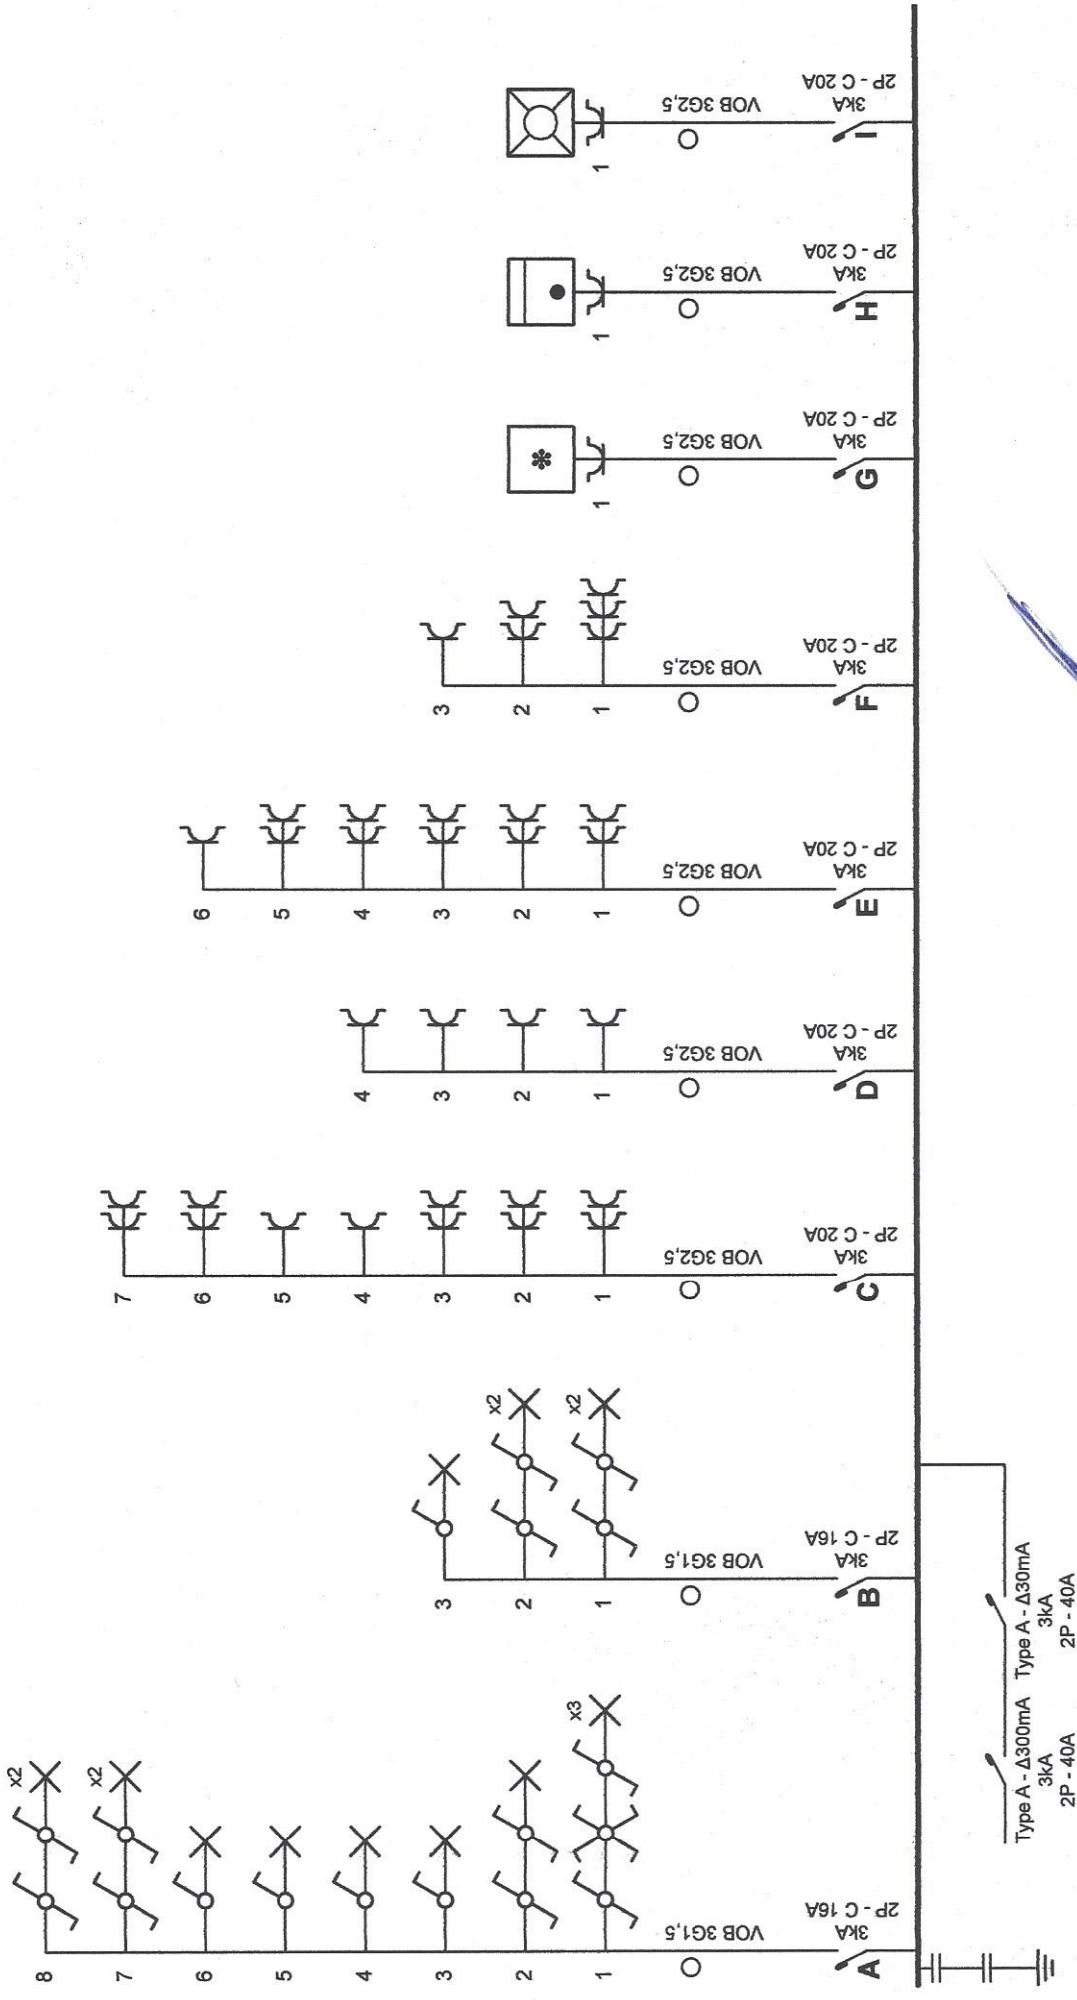 8
x2
7
x2
6
5
4
3
2
1
x3
VOB 3G1,5
3kA
2P - C 16A
A
3
2
x2
1
x2
VOB 3G1,5
3kA
2P - C 16A
B
7
6
5
4
3
2
1
VOB 3G2,5
3kA
2P - C 20A
C
4
3
2
1
VOB 3G2,5
3kA
2P - C 20A
D
6
5
4
3
2
1
VOB 3G2,5
3kA
2P - C 20A
E
3
2
1
VOB 3G2,5
3kA
2P - C 20A
F
1
VOB 3G2,5
3kA
2P - C 20A
G
1
VOB 3G2,5
3kA
2P - C 20A
H
1
VOB 3G2,5
3kA
2P - C 20A
I
Type A - Δ300mA
3kA
2P - 40A
Type A - Δ30mA
3kA
2P - 40A